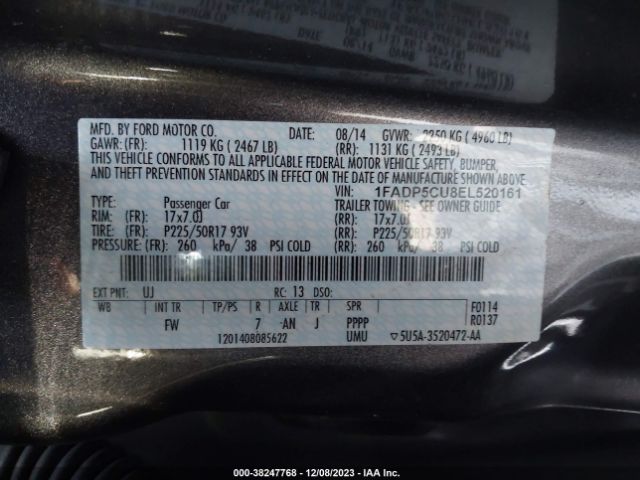 MFD. BY FORD MOTOR CO. DATE: 08/14 GVWR: 2250 KG ( 4960 LB)
GAWR: (FR): 1119 KG ( 2467 LB) (RR): 1131 KG ( 2493 LB)
THIS VEHICLE CONFORMS TO ALL APPLICABLE FEDERAL MOTOR VEHICLE SAFETY, BUMPER,
AND THEFT PREVENTION STANDARDS IN EFFECT ON THE DATE OF MANUFACTURE SHOWN ABOVE.
VIN: 1FADP5CU8EL520161
TYPE: Passenger Car TRAILER TOWING - SEE OWNER GUIDE
RIM: (FR) 17x7.0J (RR): 17x7.0J
TIRE: (FR) P225/50R17 93V (RR): P225/50R17 93V
PRESSURE: (FR) 260 kPa/ 38 PSI COLD (RR): 260 kPa/ 38 PSI COLD
EXT PNT: UJ RC: 13 DSO:
WB INT TR TP/PS R AXLE TR SPR F0114
FW 7 -AN J PPPP R0137
1201408085622 UMU 5U5A-3520472-AA
000 - 38247768 - 12/08/2023 - IAA Inc.